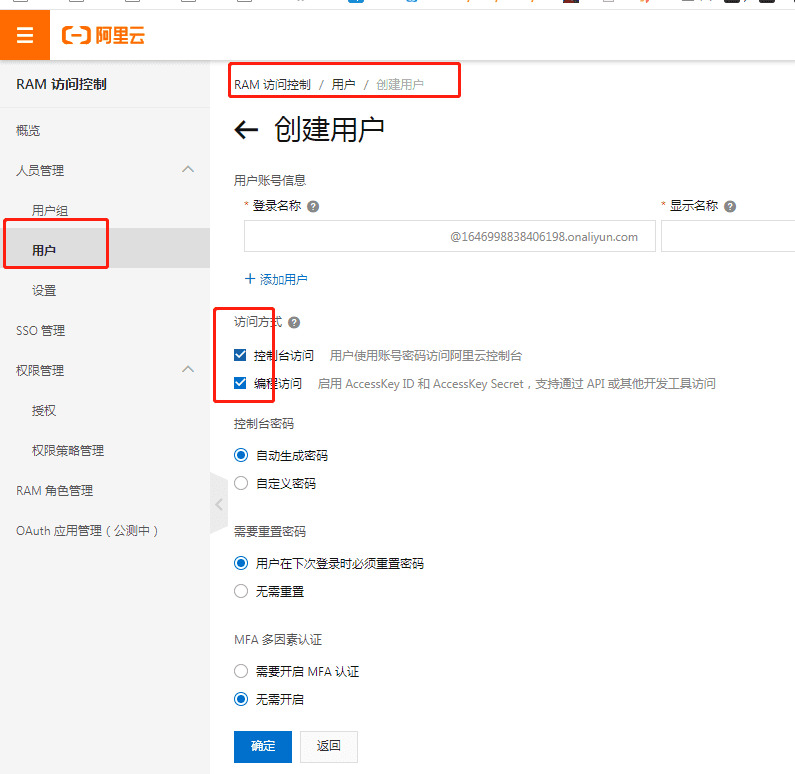 阿里云
RAM 访问控制
概览
人员管理
用户组
用户
设置
SSO 管理
权限管理
授权
权限策略管理
RAM 角色管理
OAuth 应用管理（公测中）
RAM 访问控制 / 用户 / 创建用户
← 创建用户
用户账号信息
* 登录名称 ?
* 显示名称 ?
@1646998838406198.onaliyun.com
+ 添加用户
访问方式 ?
控制台访问 用户使用账号密码访问阿里云控制台
编程访问 启用 AccessKey ID 和 AccessKey Secret，支持通过 API 或其他开发工具访问
控制台密码
自动生成密码
自定义密码
需要重置密码
用户在下次登录时必须重置密码
无需重置
MFA 多因素认证
需要开启 MFA 认证
无需开启
确定 返回